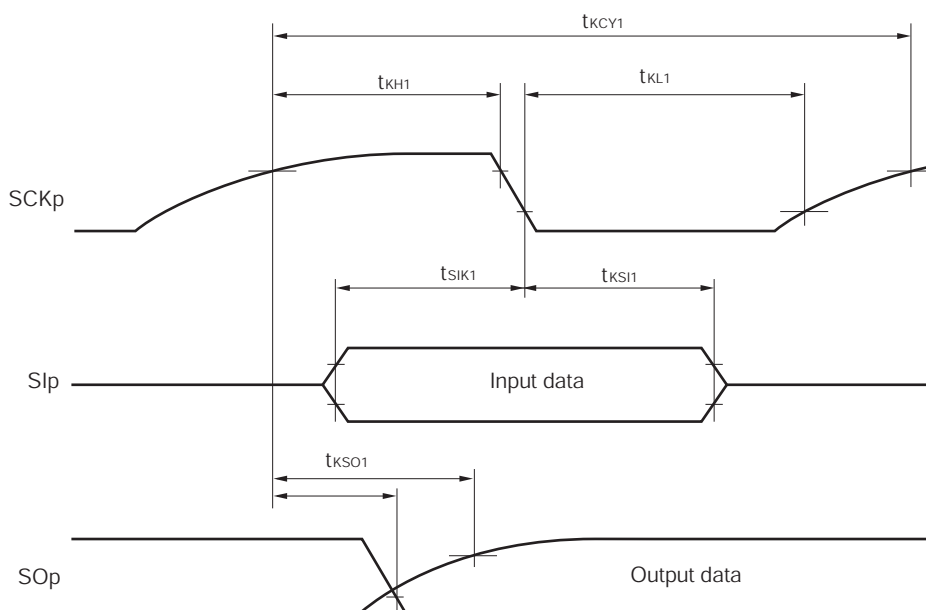 tKCY1
tKH1
tKL1
SCKp
tSIK1
tKSI1
SIp
Input data
tKSO1
SOp
Output data